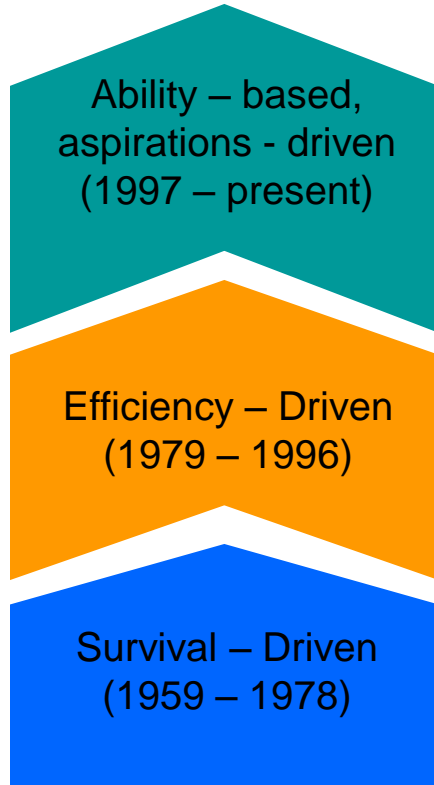 Ability – based,
aspirations - driven
(1997 – present)
Efficiency – Driven
(1979 – 1996)
Survival – Driven
(1959 – 1978)